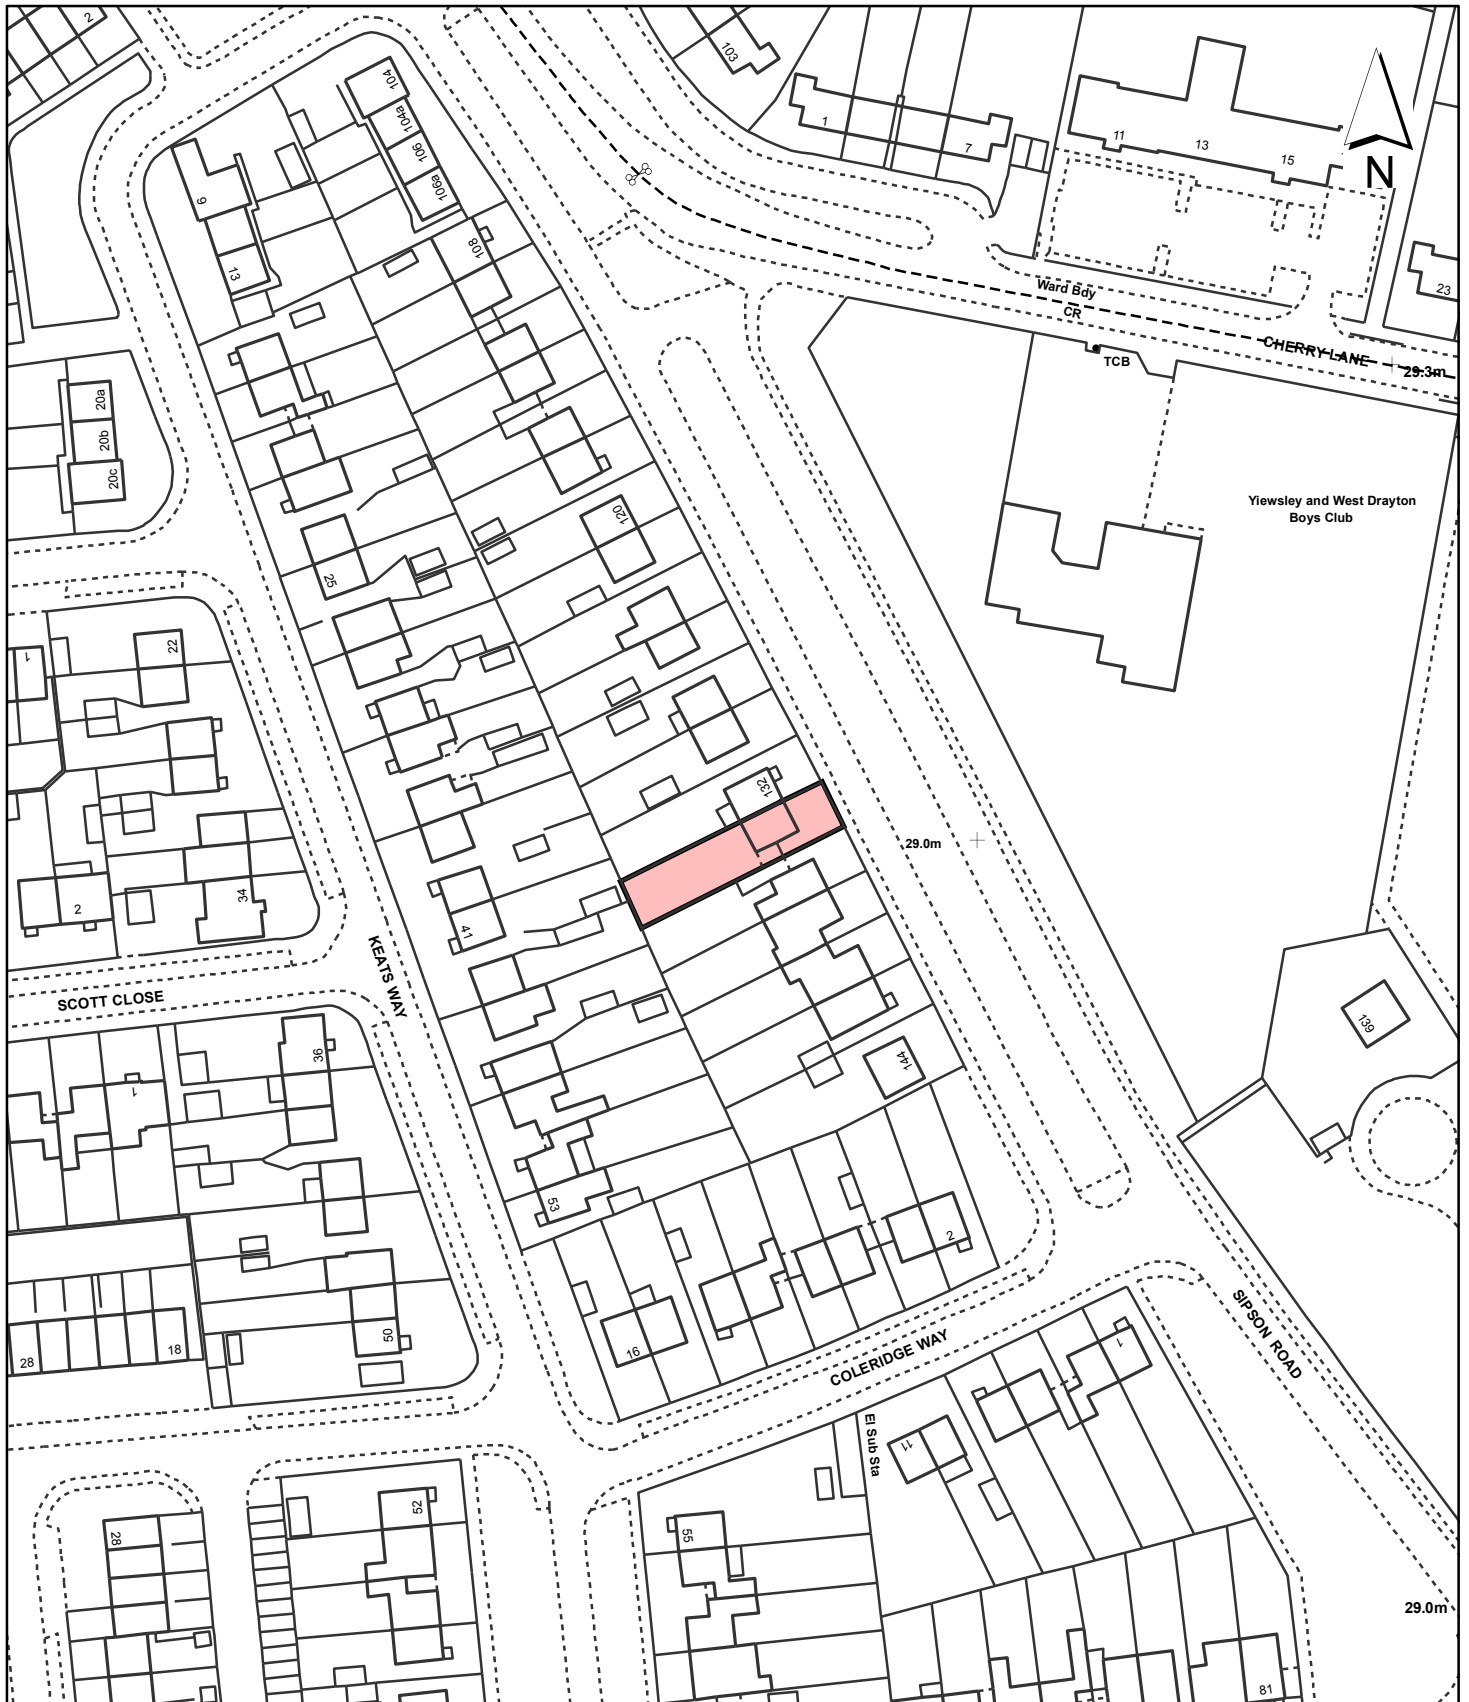 2
104
104a
106
106a
103
1
7
11
13
15
N
9
13
108
23
Ward Bdy
CR
CHERRY LANE
TCB
29.3m
20a
20b
20c
120
Yiewsley and West Drayton
Boys Club
25
22
1
132
29.0m
34
2
41
KEATS WAY
SCOTT CLOSE
139
36
1
144
53
2
SIPSON ROAD
50
18
28
16
COLERIDGE WAY
1
11
El Sub Sta
52
28
55
29.0m
81